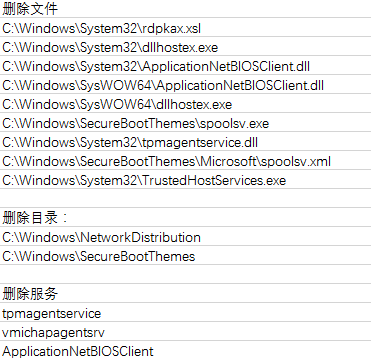 删除文件
C:\Windows\System32\rdpkax.xsl
C:\Windows\System32\dllhostex.exe
C:\Windows\System32\ApplicationNetBIOSClient.dll
C:\Windows\SysWOW64\ApplicationNetBIOSClient.dll
C:\Windows\SysWOW64\dllhostex.exe
C:\Windows\SecureBootThemes\spoolsv.exe
C:\Windows\System32\tpmagentservice.dll
C:\Windows\SecureBootThemes\Microsoft\spoolsv.xml
C:\Windows\System32\TrustedHostServices.exe
删除目录：
C:\Windows\NetworkDistribution
C:\Windows\SecureBootThemes
删除服务
tpmagentservice
vmichapagentsrv
ApplicationNetBIOSClient